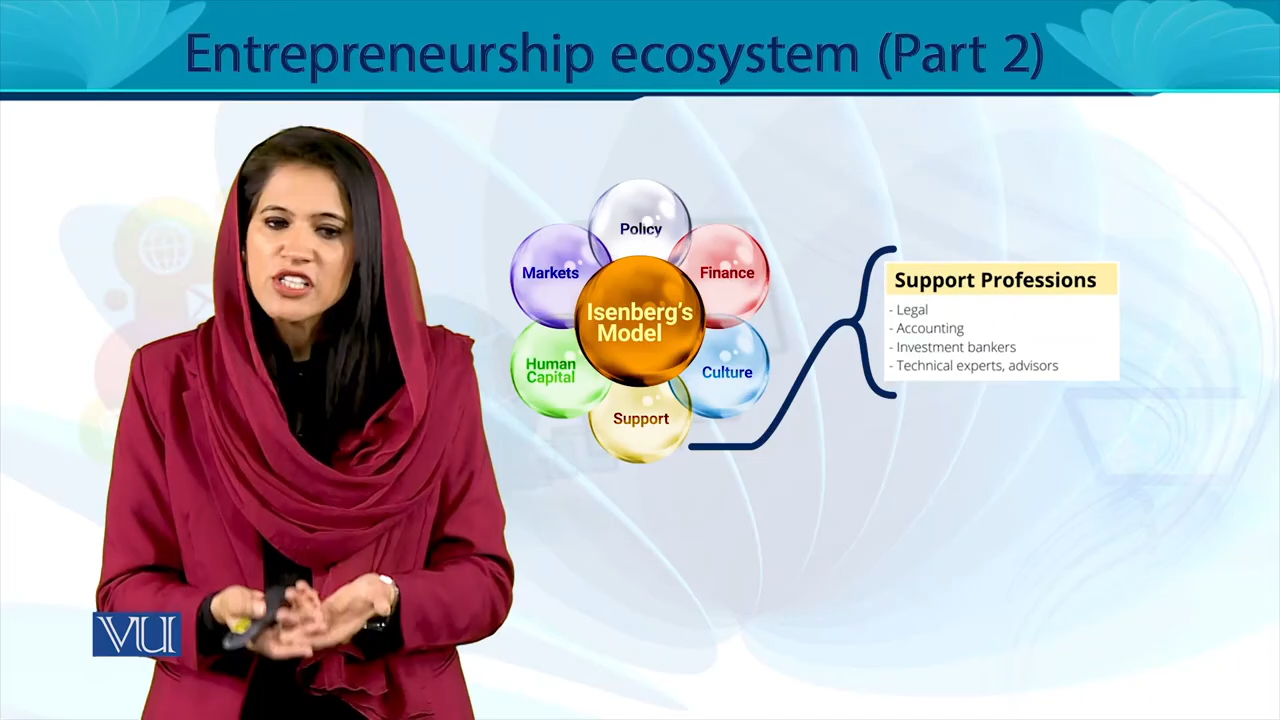 Entrepreneurship ecosystem (Part 2)
Policy
Markets
Finance
Isenberg's
Model
Human
Capital
Culture
Support
Support Professions
- Legal
- Accounting
- Investment bankers
- Technical experts, advisors
VU